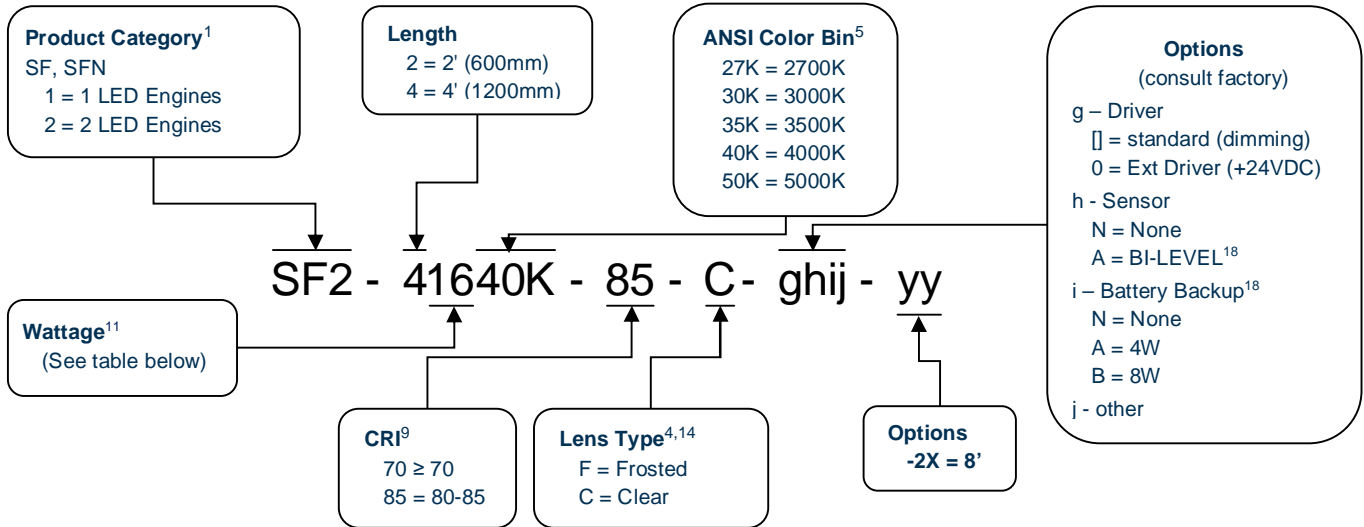 Product Category1
SF, SFN
1 = 1 LED Engines
2 = 2 LED Engines
Length
2 = 2' (600mm)
4 = 4' (1200mm)
ANSI Color Bin5
27K = 2700K
30K = 3000K
35K = 3500K
40K = 4000K
50K = 5000K
Options
(consult factory)
g – Driver
[] = standard (dimming)
0 = Ext Driver (+24VDC)
h - Sensor
N = None
A = BI-LEVEL18
i – Battery Backup18
N = None
A = 4W
B = 8W
j - other
SF2 - 41640K - 85 - C - ghij - yy
Wattage11
(See table below)
CRI9
70 ≥ 70
85 = 80-85
Lens Type4,14
F = Frosted
C = Clear
Options
-2X = 8’